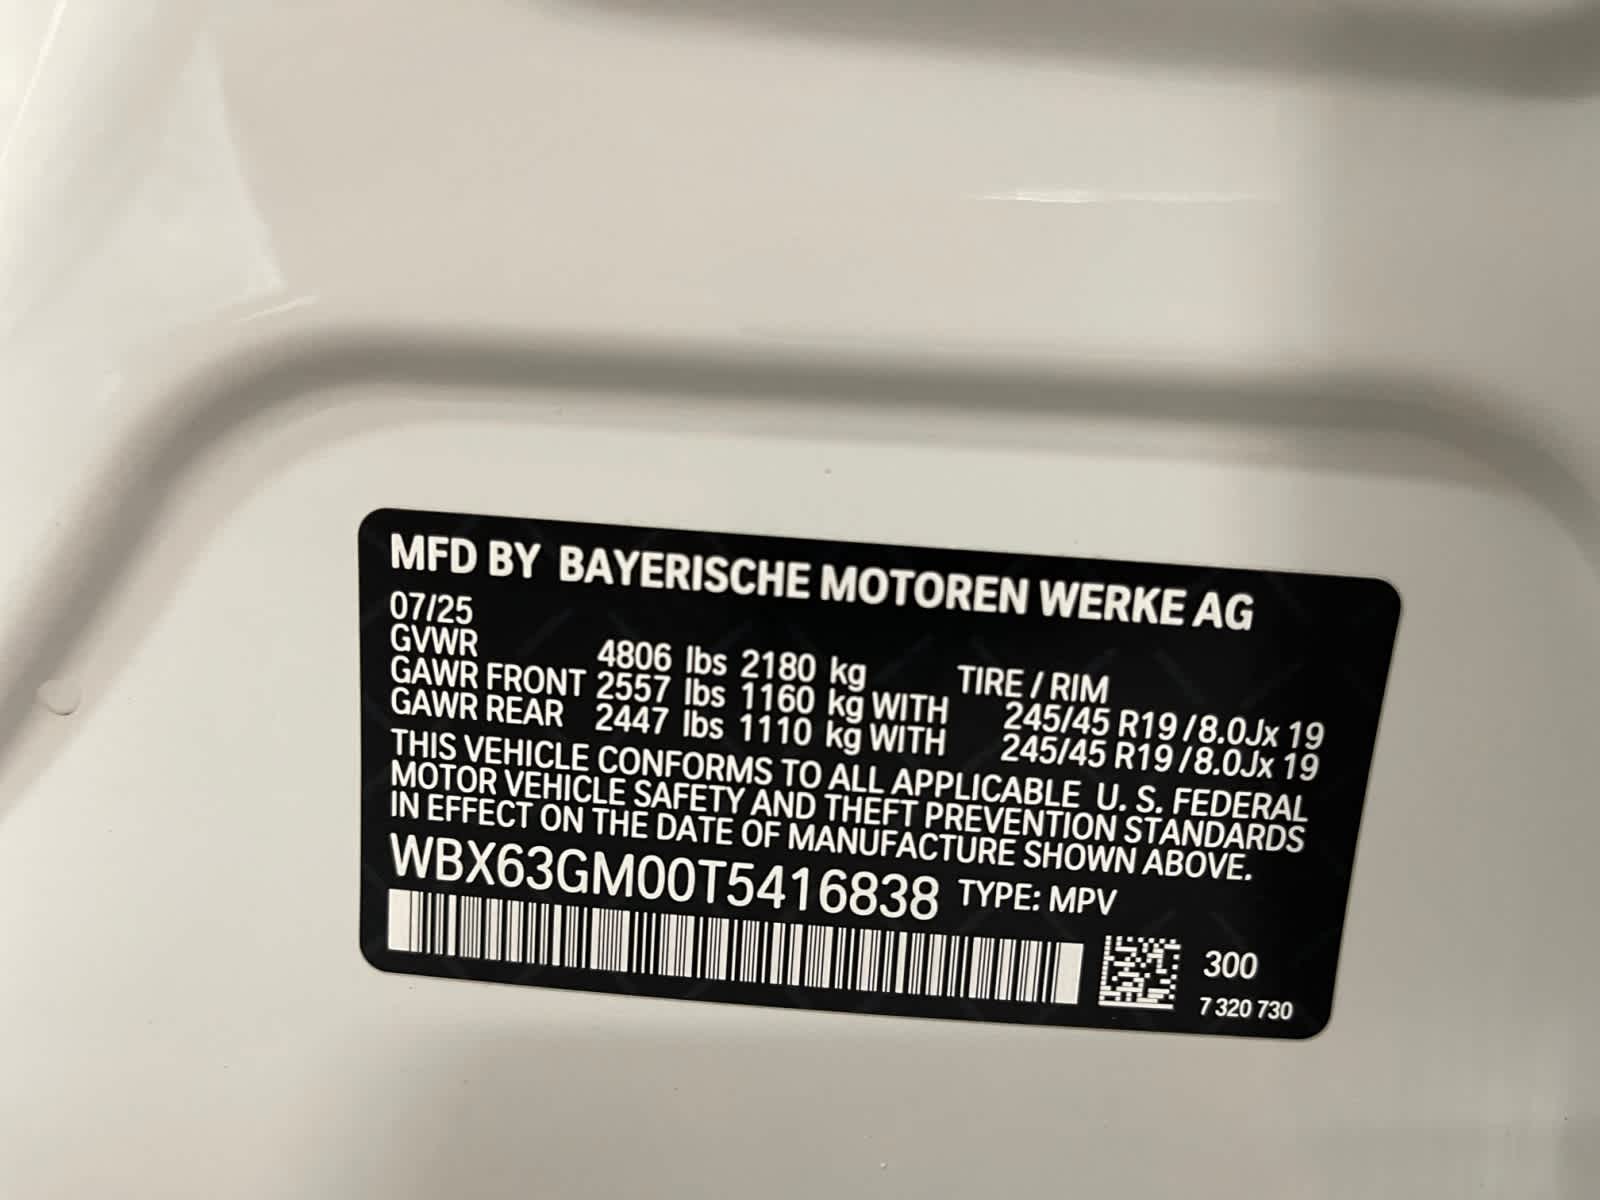 MFD BY BAYERISCHE MOTOREN WERKE AG
07/25
GVWR 4806 lbs 2180 kg TIRE / RIM
GAWR FRONT 2557 lbs 1160 kg WITH 245/45 R19 / 8.0Jx 19
GAWR REAR 2447 lbs 1110 kg WITH 245/45 R19 / 8.0Jx 19
THIS VEHICLE CONFORMS TO ALL APPLICABLE U. S. FEDERAL
MOTOR VEHICLE SAFETY AND THEFT PREVENTION STANDARDS
IN EFFECT ON THE DATE OF MANUFACTURE SHOWN ABOVE.
WBX63GM00T5416838 TYPE: MPV
300
7 320 730